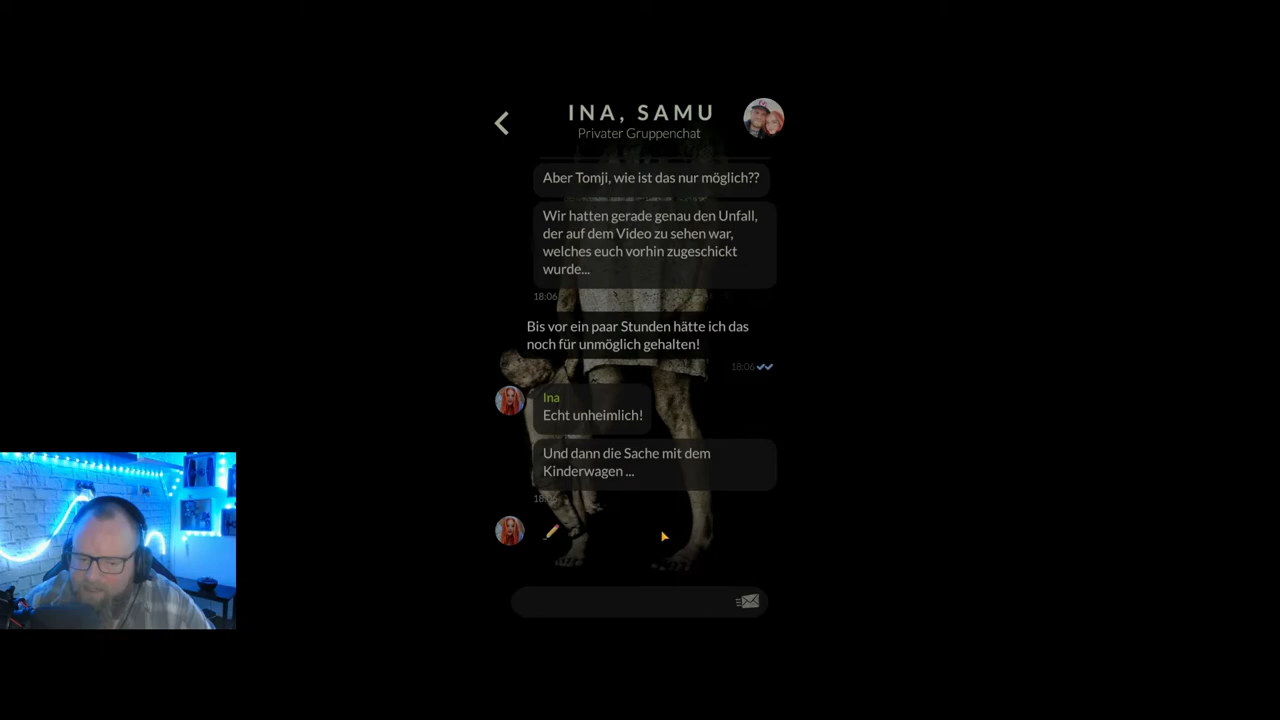 INA, SAMU
Privater Gruppenchat
Aber Tomji, wie ist das nur möglich??
Wir hatten gerade genau den Unfall,
der auf dem Video zu sehen war,
welches euch vorhin zugeschickt
wurde...
18:06
Bis vor ein paar Stunden hätte ich das
noch für unmöglich gehalten!
18:06
Ina
Echt unheimlich!
Und dann die Sache mit dem
Kinderwagen ...
18:06